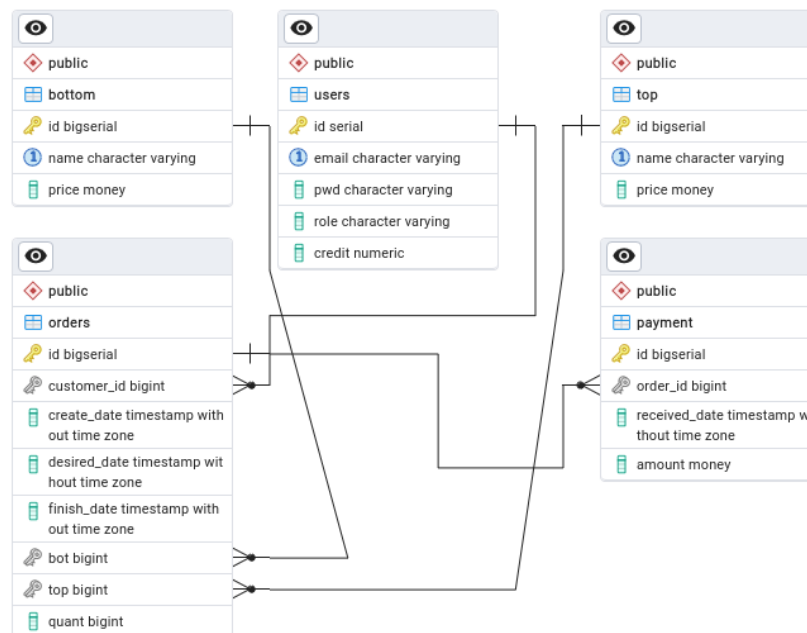 public
bottom
id bigserial
name character varying
price money
public
users
id serial
email character varying
pwd character varying
role character varying
credit numeric
public
top
id bigserial
name character varying
price money
public
orders
id bigserial
customer_id bigint
create_date timestamp with
out time zone
desired_date timestamp wit
hout time zone
finish_date timestamp with
out time zone
bot bigint
top bigint
quant bigint
public
payment
id bigserial
order_id bigint
received_date timestamp w
thout time zone
amount money